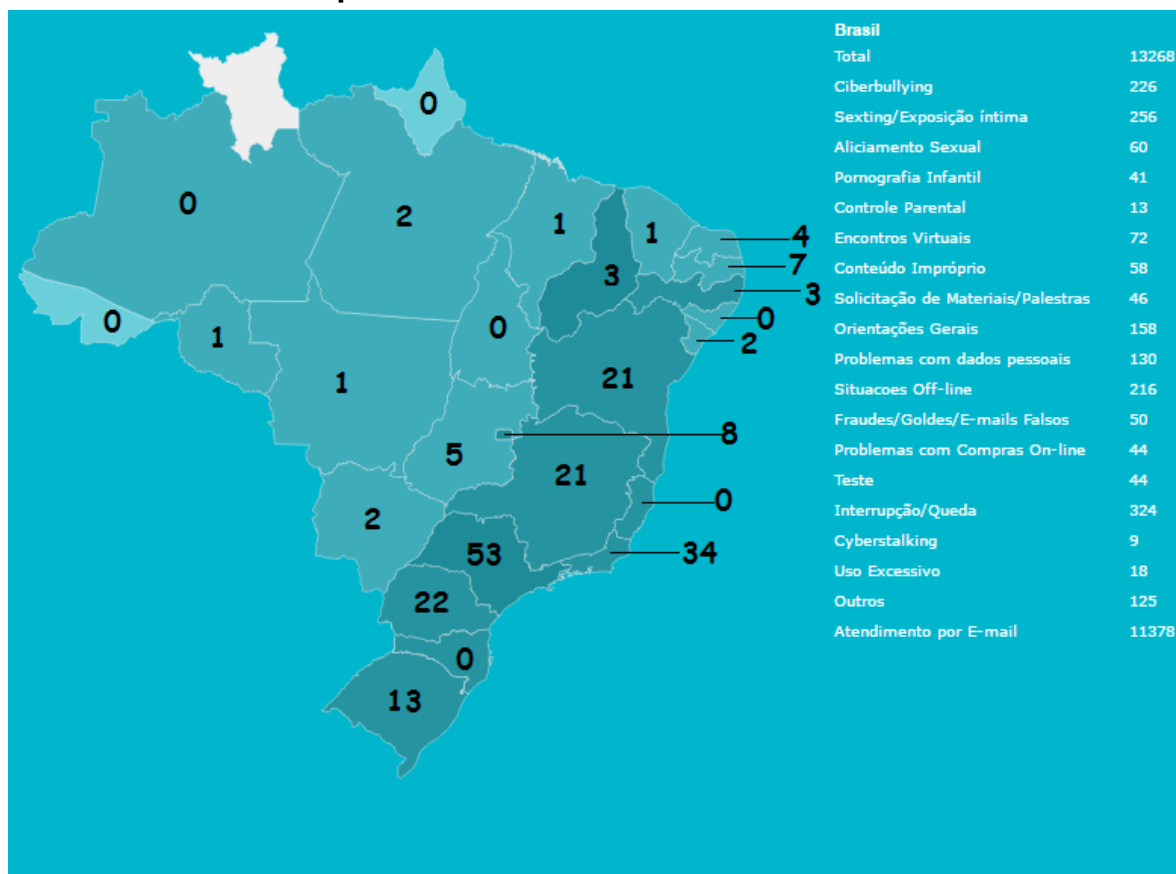 0
0
2
1
1
4
7
3
3
0
0
1
0
2
1
21
5
8
21
0
2
53
34
22
0
13
Brasil
Total 13268
Ciberbullying 226
Sexting/Exposição íntima 256
Aliciamento Sexual 60
Pornografia Infantil 41
Controle Parental 13
Encontros Virtuais 72
Conteúdo Impróprio 58
Solicitação de Materiais/Palestras 46
Orientações Gerais 158
Problemas com dados pessoais 130
Situacoes Off-line 216
Fraudes/Goldes/E-mails Falsos 50
Problemas com Compras On-line 44
Teste 44
Interrupção/Queda 324
Cyberstalking 9
Uso Excessivo 18
Outros 125
Atendimento por E-mail 11378